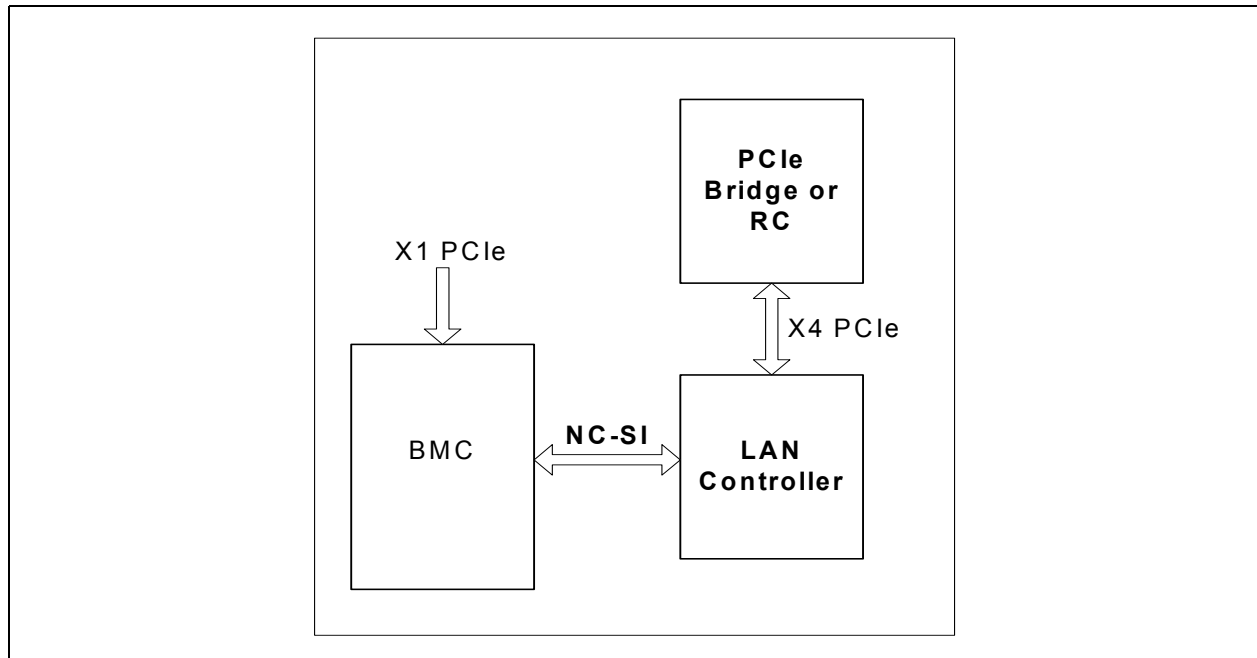 PCIe
Bridge or
RC
X1 PCIe
X4 PCIe
BMC
NC-SI
LAN
Controller